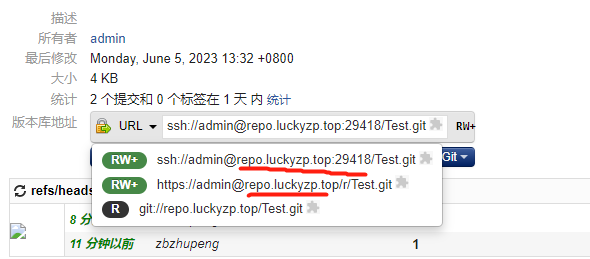 描述
所有者 admin
最后修改 Monday, June 5, 2023 13:32 +0800
大小 4 KB
统计 2 个提交和 0 个标签在 1 天 内 统计
版本库地址 URL ssh://admin@repo.luckyzp.top:29418/Test.git RW+
RW+ ssh://admin@repo.luckyzp.top:29418/Test.git Git
RW+ https://admin@repo.luckyzp.top/r/Test.git
refs/heads
R git://repo.luckyzp.top/Test.git
8 分
11 分钟以前 zbzhupeng 1